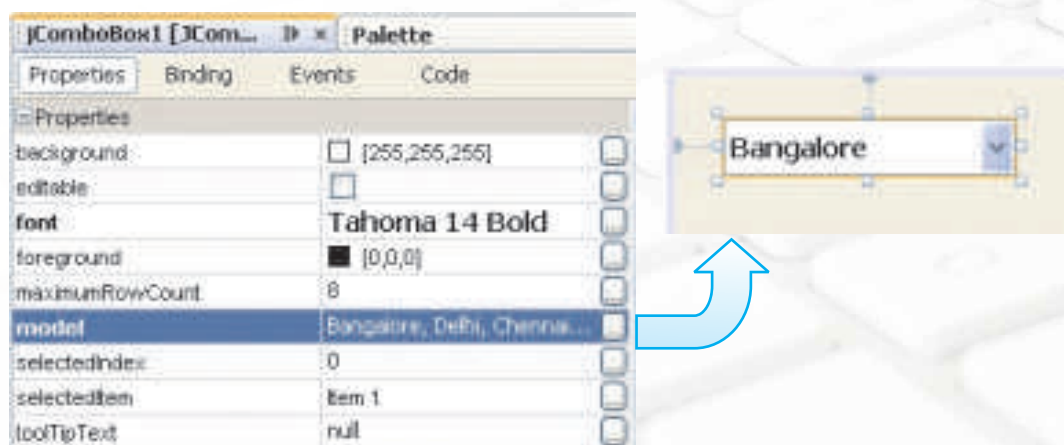 jComboBox1 [JCom... Palette
Properties Binding Events Code
Properties
background [255,255,255]
editable
font Tahoma 14 Bold
foreground [0,0,0]
maximumRowCount 8
model Bangalore, Delhi, Chennai...
selectedIndex 0
selectedItem Item 1
toolTipText null
Bangalore